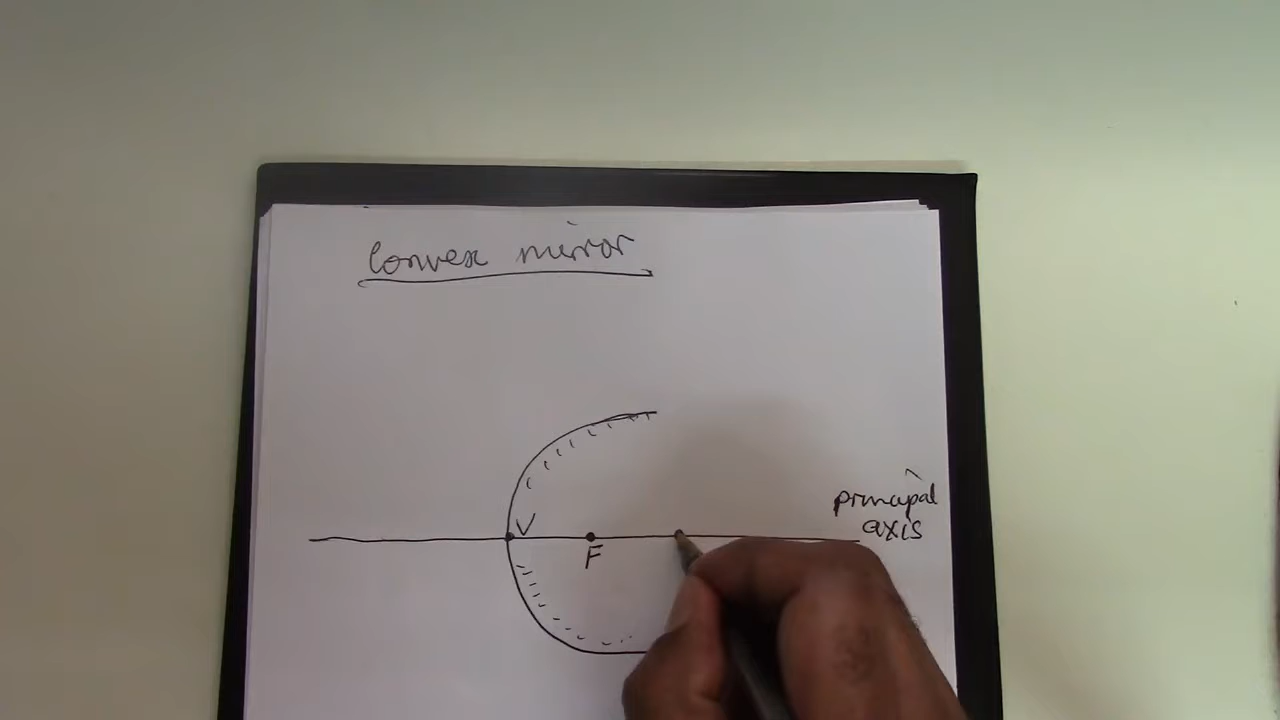 convex mirror
principal
axis
V
F